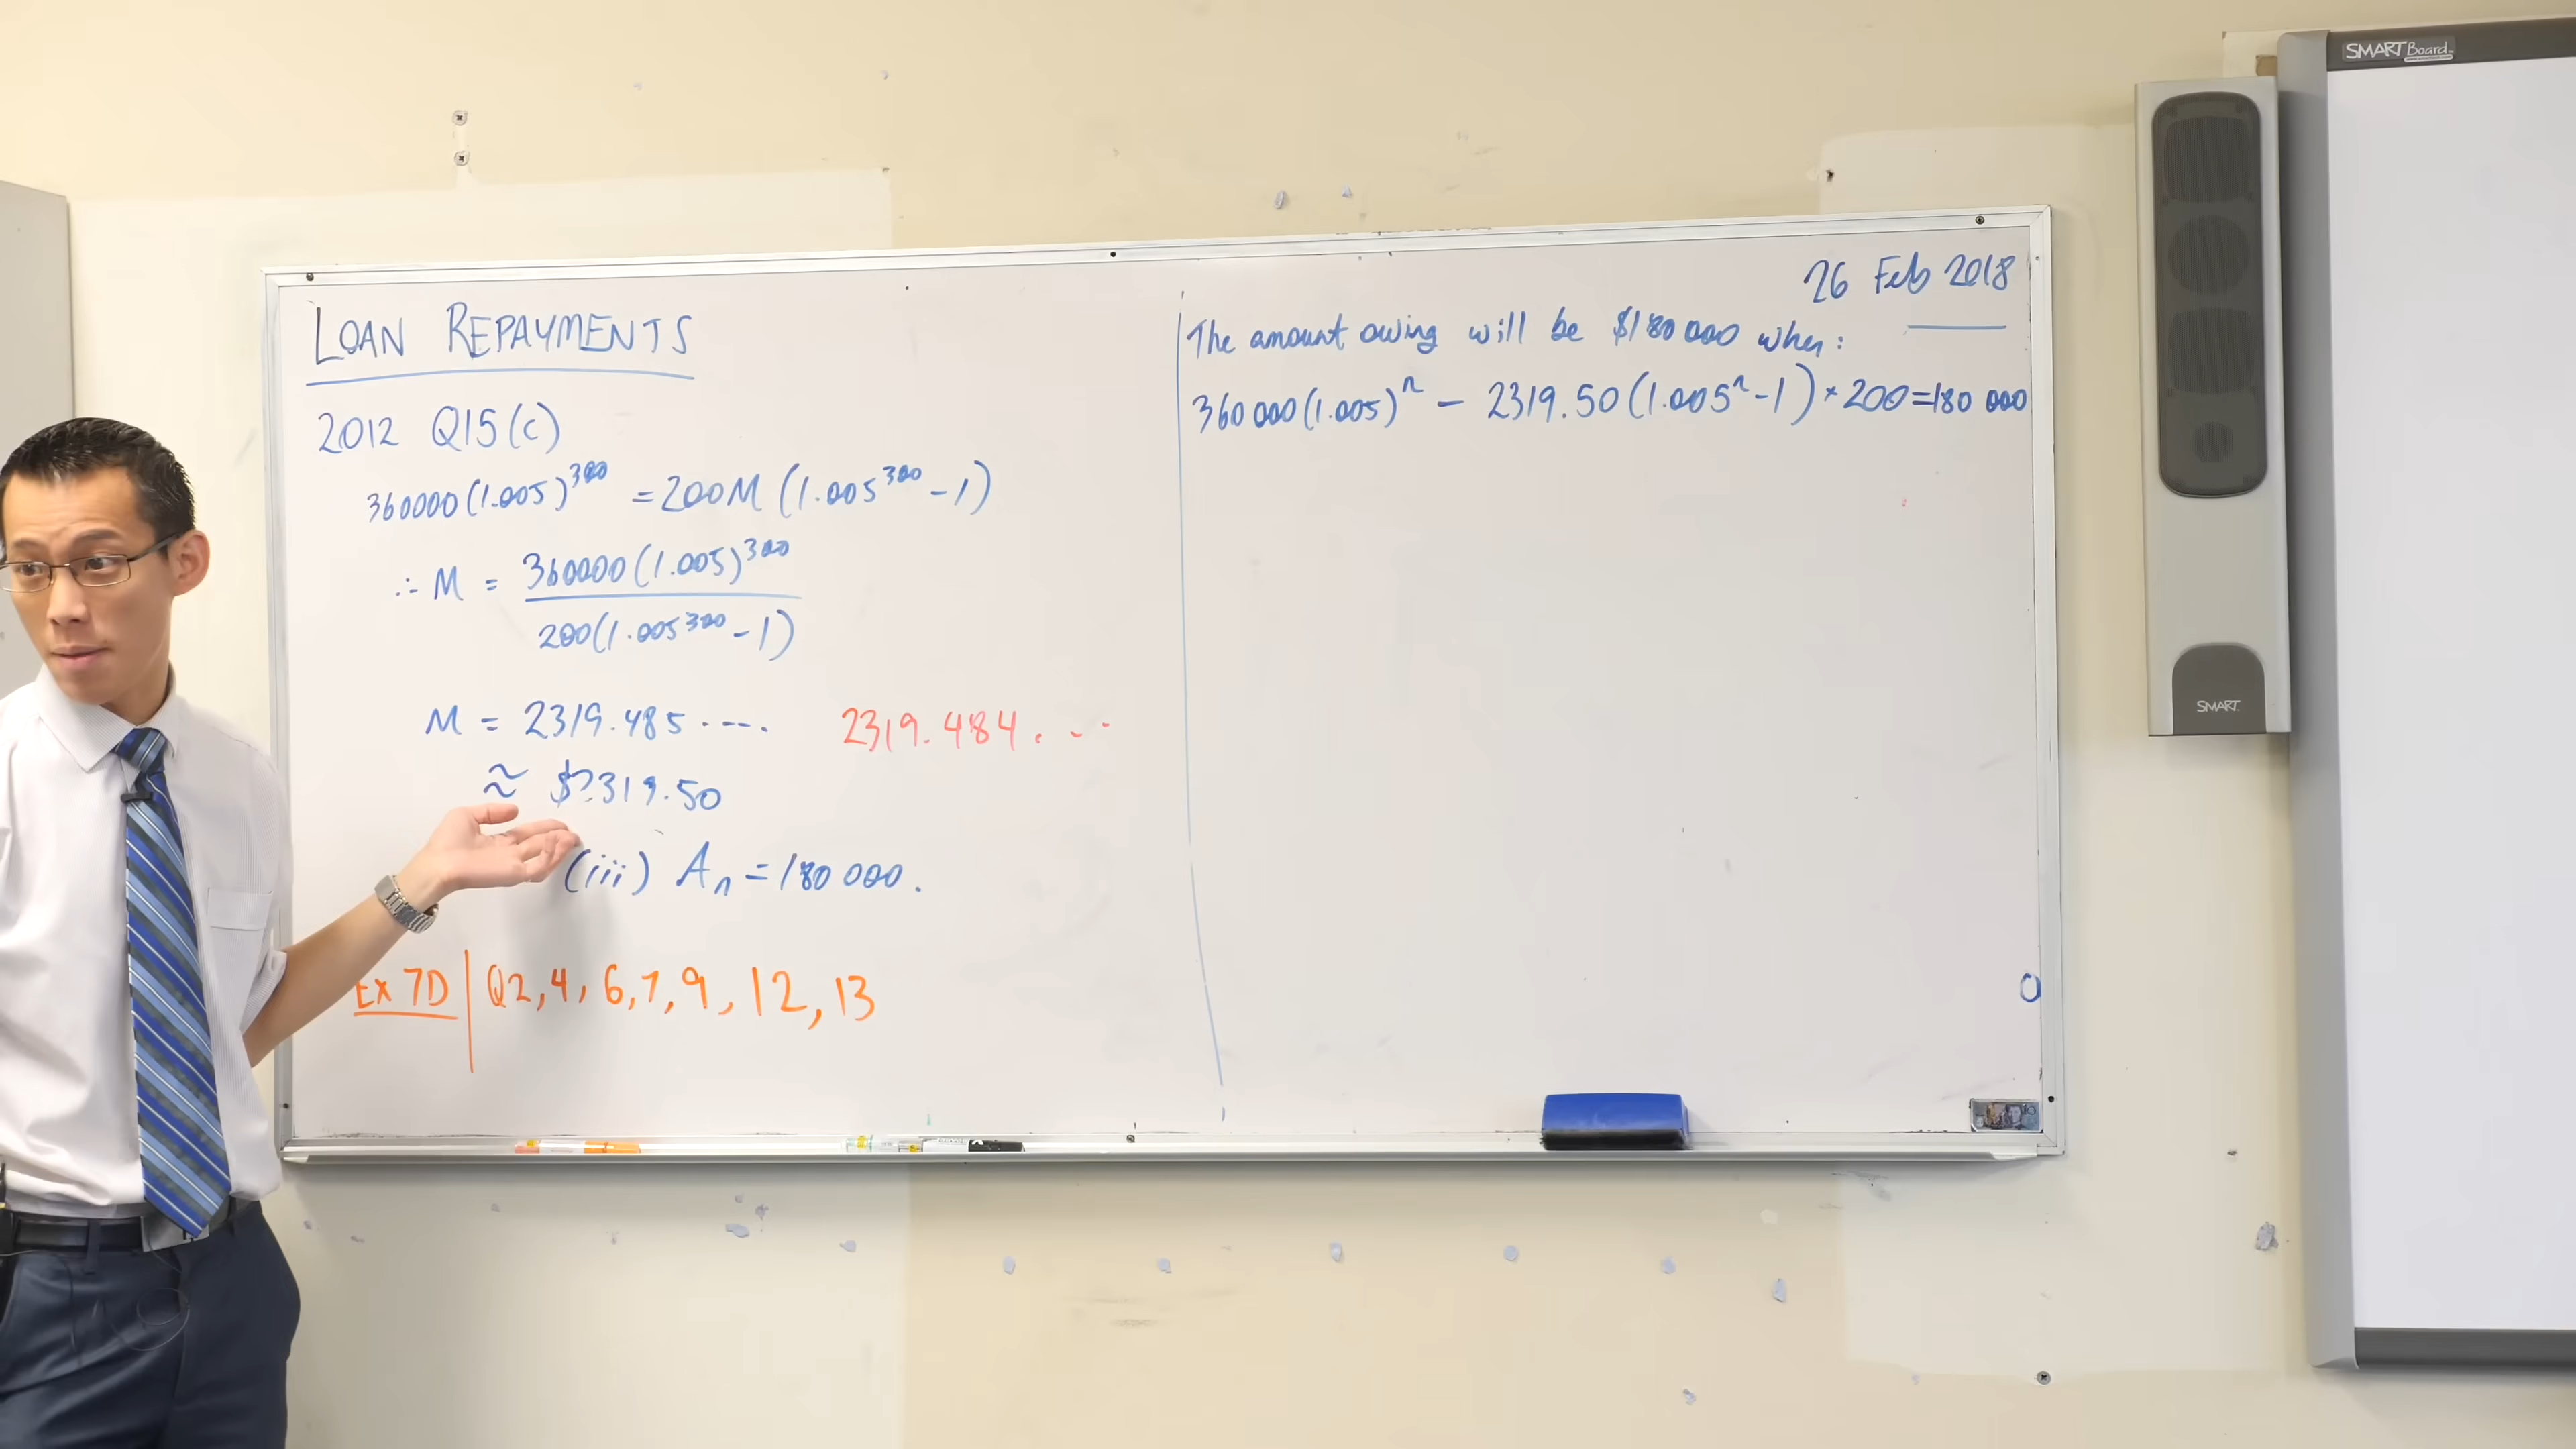 LOAN REPAYMENTS
2012 Q15(c)
360000(1.005)^300 = 200M(1.005^300 - 1)
∴ M = 360000(1.005)^300
200(1.005^300 - 1)
M = 2319.485 ....
2319.484 ...
≈ $2319.50
(iii) Aₙ = 180 000.
Ex 7D | Q2, 4, 6, 7, 9, 12, 13
26 Feb 2018
The amount owing will be $180 000 when:
360 000(1.005)^n - 2319.50(1.005^n - 1) × 200 = 180 000
0
SMART Board
SMART